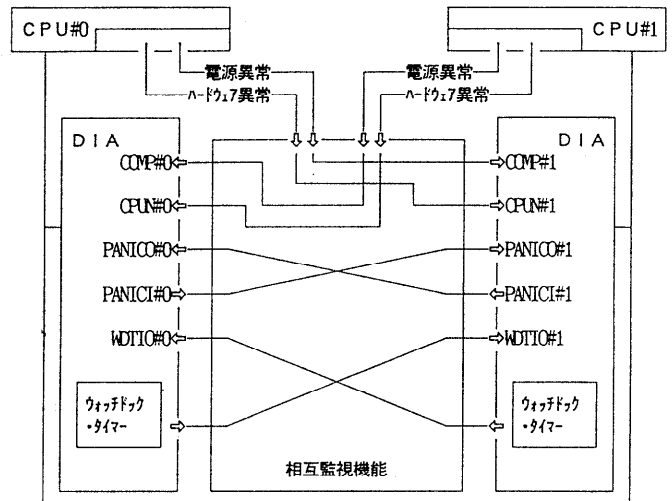 CPU#0
CPU#1
電源異常
電源異常
ハードウェア異常
ハードウェア異常
DIA
DIA
COMP#0
COMP#1
CPUN#0
CPUN#1
PANICO#0
PANICO#1
PANICI#0
PANICI#1
WDTIO#0
WDTIO#1
ウォッチドック
・タイマー
ウォッチドック
・タイマー
相互監視機能